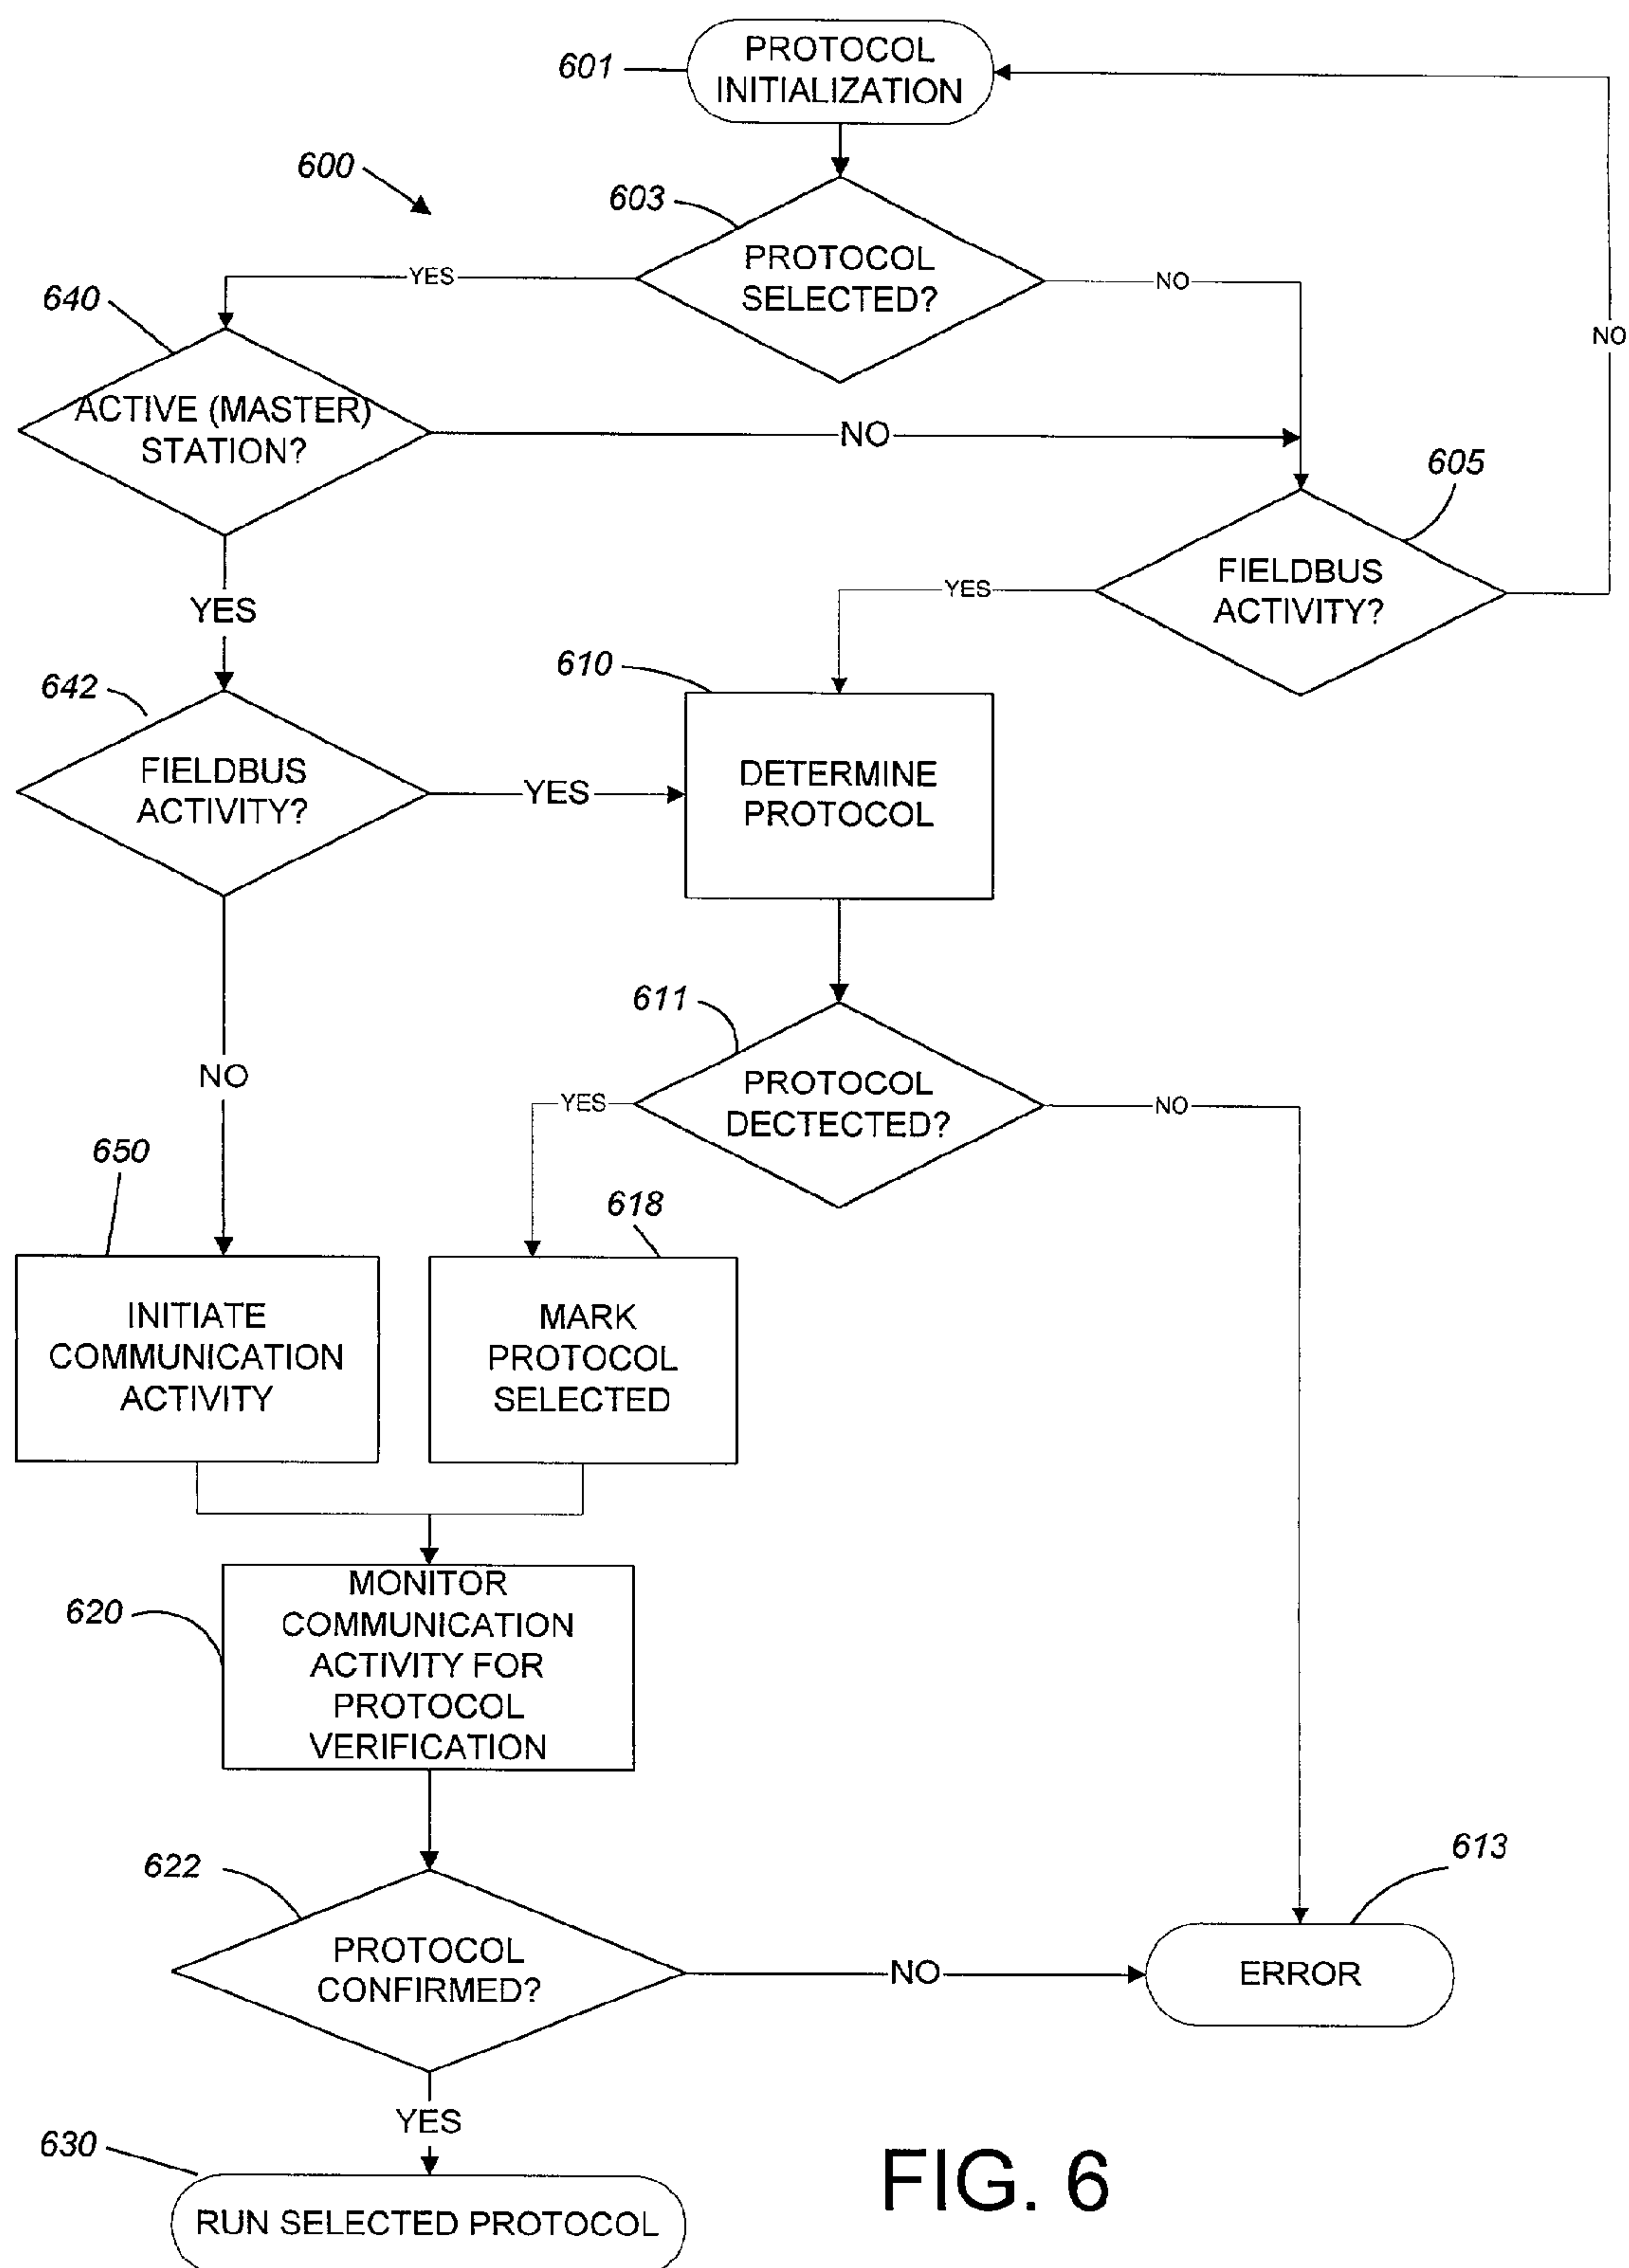 601
PROTOCOL
INITIALIZATION
600
603
PROTOCOL
SELECTED?
YES
NO
NO
640
ACTIVE (MASTER)
STATION?
NO
605
FIELDBUS
ACTIVITY?
YES
YES
642
FIELDBUS
ACTIVITY?
YES
610
DETERMINE
PROTOCOL
611
PROTOCOL
DECTECTED?
YES
NO
NO
650
INITIATE
COMMUNICATION
ACTIVITY
618
MARK
PROTOCOL
SELECTED
620
MONITOR
COMMUNICATION
ACTIVITY FOR
PROTOCOL
VERIFICATION
622
PROTOCOL
CONFIRMED?
NO
613
ERROR
YES
630
RUN SELECTED PROTOCOL
FIG. 6